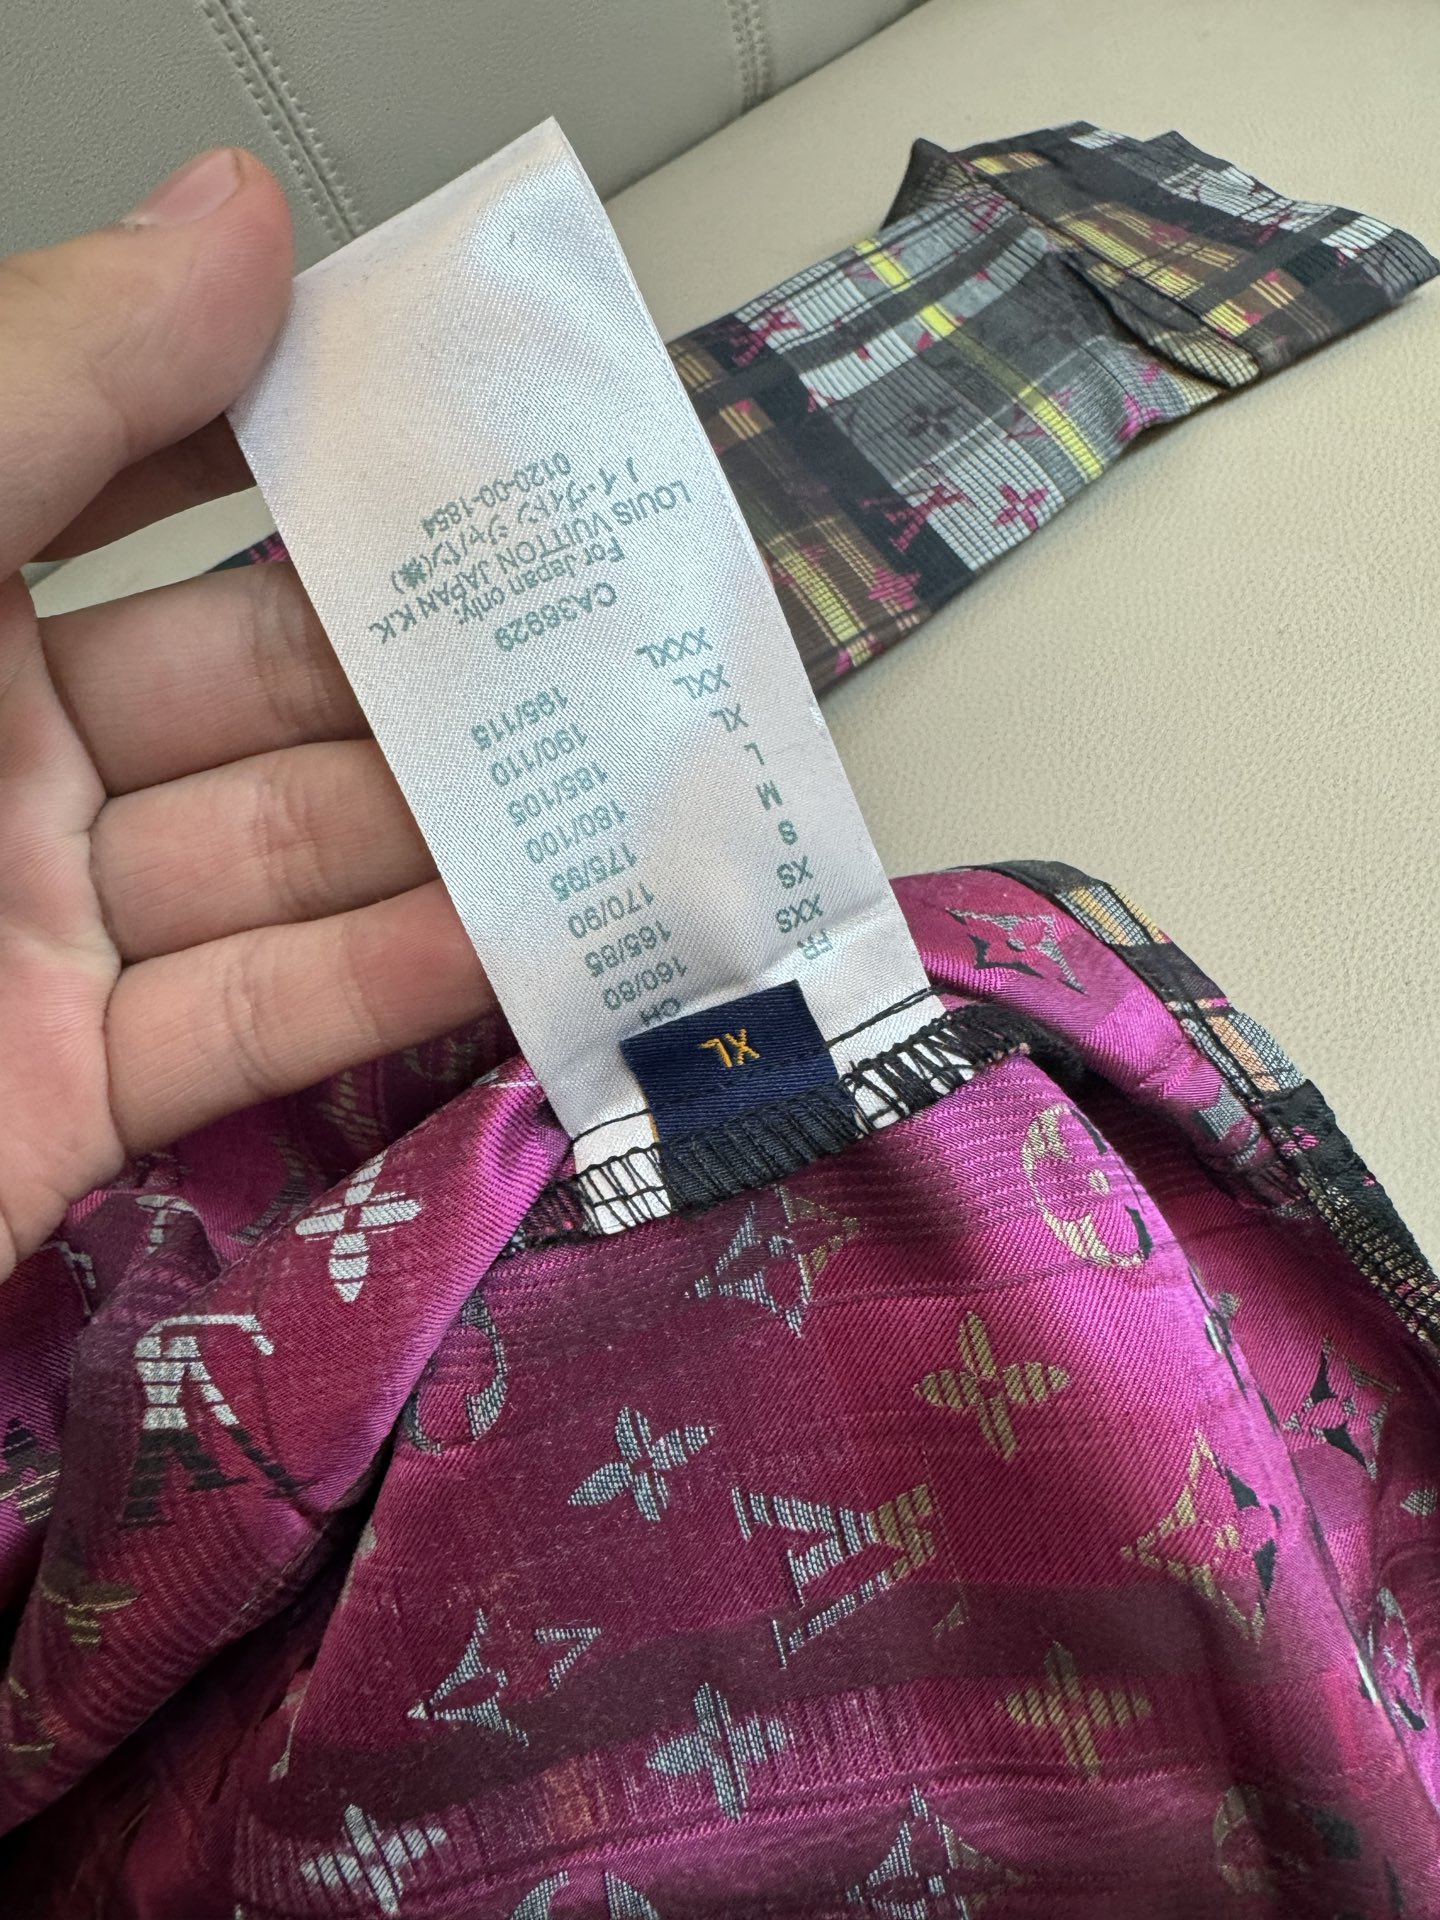 XL
FR CH
XXS 160/80
XS 165/85
S 170/90
M 175/95
L 180/100
XL 185/105
XXL 190/110
XXXL 195/115
CA36929
For Japan only:
LOUIS VUITTON JAPAN K.K.
ルイ・ヴィトン ジャパン(株)
0120-00-1854